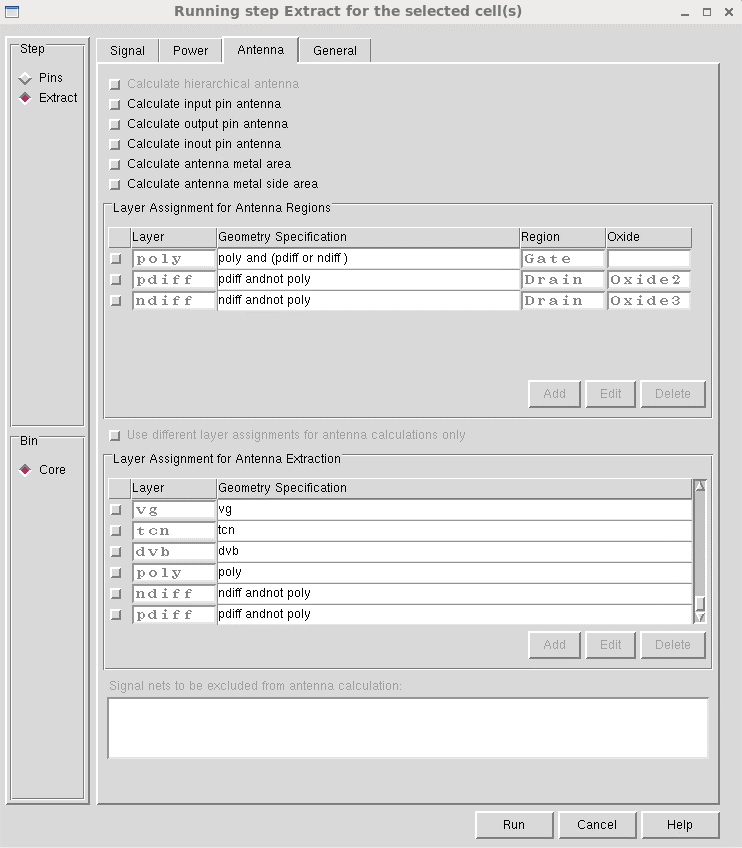 Running step Extract for the selected cell(s)
Step
Pins
Extract
Bin
Core
Signal Power Antenna General
Calculate hierarchical antenna
Calculate input pin antenna
Calculate output pin antenna
Calculate inout pin antenna
Calculate antenna metal area
Calculate antenna metal side area
Layer Assignment for Antenna Regions
Layer Geometry Specification Region Oxide
poly poly and (pdiff or ndiff ) Gate
pdiff pdiff andnot poly Drain Oxide2
ndiff ndiff andnot poly Drain Oxide3
Add Edit Delete
Use different layer assignments for antenna calculations only
Layer Assignment for Antenna Extraction
Layer Geometry Specification
vg vg
tcn tcn
dvb dvb
poly poly
ndiff ndiff andnot poly
pdiff pdiff andnot poly
Add Edit Delete
Signal nets to be excluded from antenna calculation:
Run Cancel Help